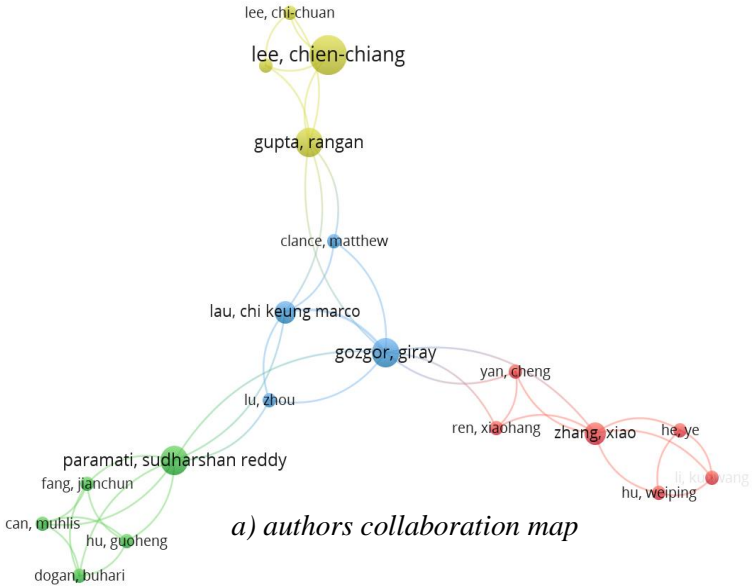 lee, chi-chuan
lee, chien-chiang
gupta, rangan
clance, matthew
lau, chi keung marco
gozgor, giray
yan, cheng
lu, zhou
ren, xiaohang
zhang, xiao
he, ye
paramati, sudharshan reddy
li, kuowang
hu, weiping
fang, jianchun
can, muhlis
hu, guoheng
dogan, buhari
a) authors collaboration map